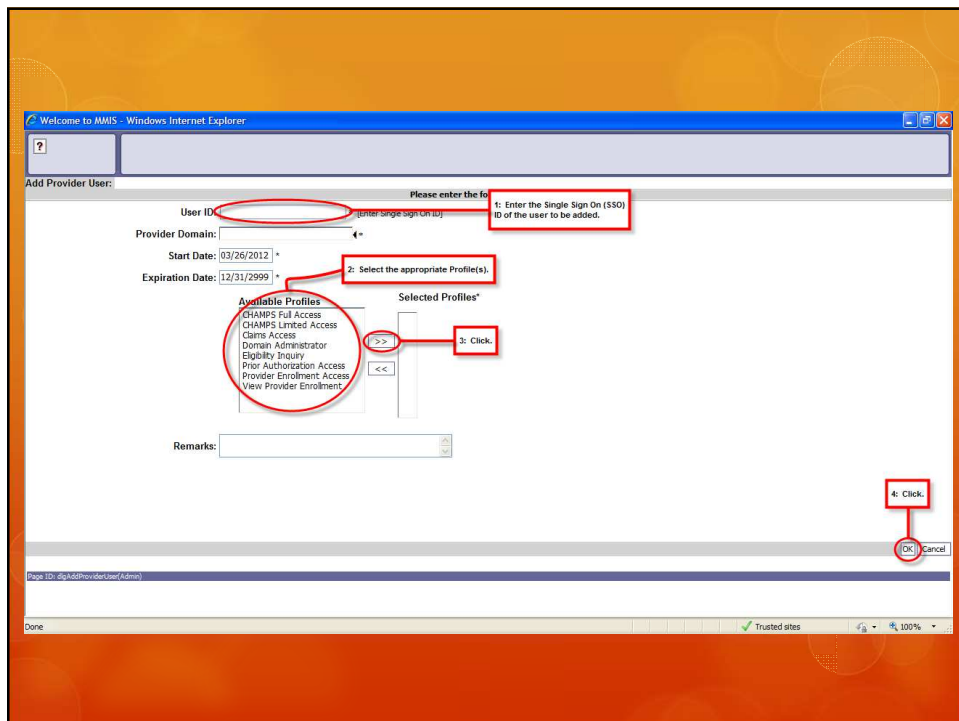 Welcome to MMIS - Windows Internet Explorer
?
Add Provider User:
Please enter the fo
User ID
[Enter Single Sign On ID]
1: Enter the Single Sign On (SSO)
ID of the user to be added.
Provider Domain:
*
Start Date: 03/26/2012 *
Expiration Date: 12/31/2999 *
2: Select the appropriate Profile(s).
Available Profiles
CHAMPS Full Access
CHAMPS Limited Access
Claims Access
Domain Administrator
Eligibility Inquiry
Prior Authorization Access
Provider Enrollment Access
View Provider Enrollment
>>
<<
3: Click.
Selected Profiles*
Remarks:
4: Click.
OK Cancel
Page ID: dlgAddProviderUser(Admin)
Done
Trusted sites
100%